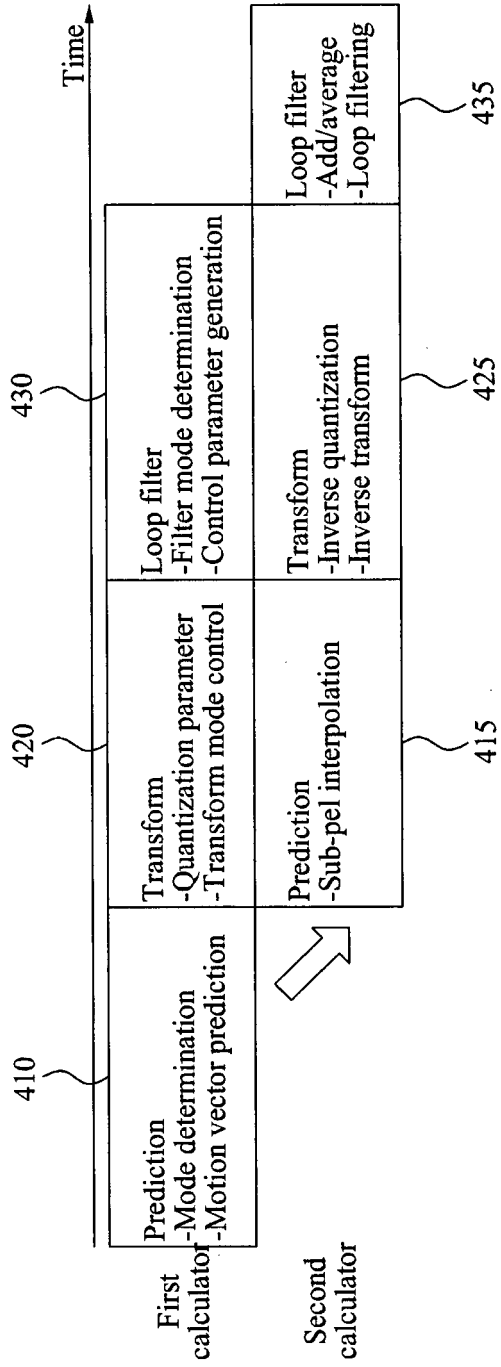 Time
410
420
430
First
calculator
Prediction
-Mode determination
-Motion vector prediction
Transform
-Quantization parameter
-Transform mode control
Loop filter
-Filter mode determination
-Control parameter generation
Second
calculator
Prediction
-Sub-pel interpolation
Transform
-Inverse quantization
-Inverse transform
Loop filter
-Add/average
-Loop filtering
415
425
435